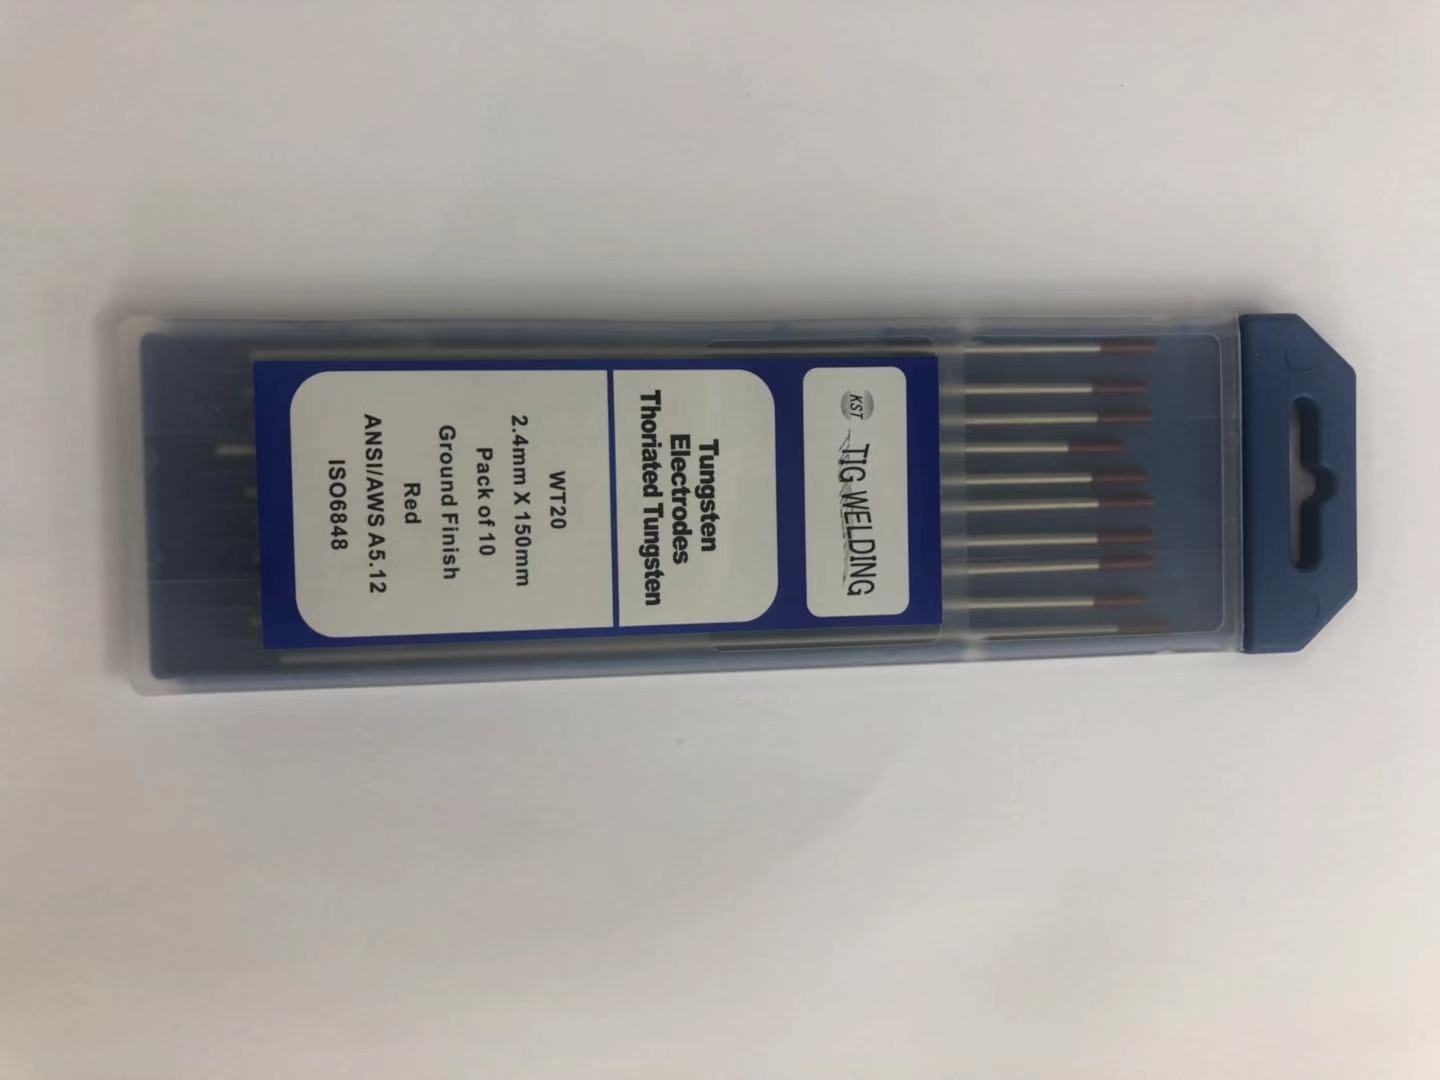 KST TIG WELDING
Tungsten
Electrodes
Thoriated Tungsten
WT20
2.4mm X 150mm
Pack of 10
Ground Finish
Red
ANSI/AWS A5.12
ISO6848